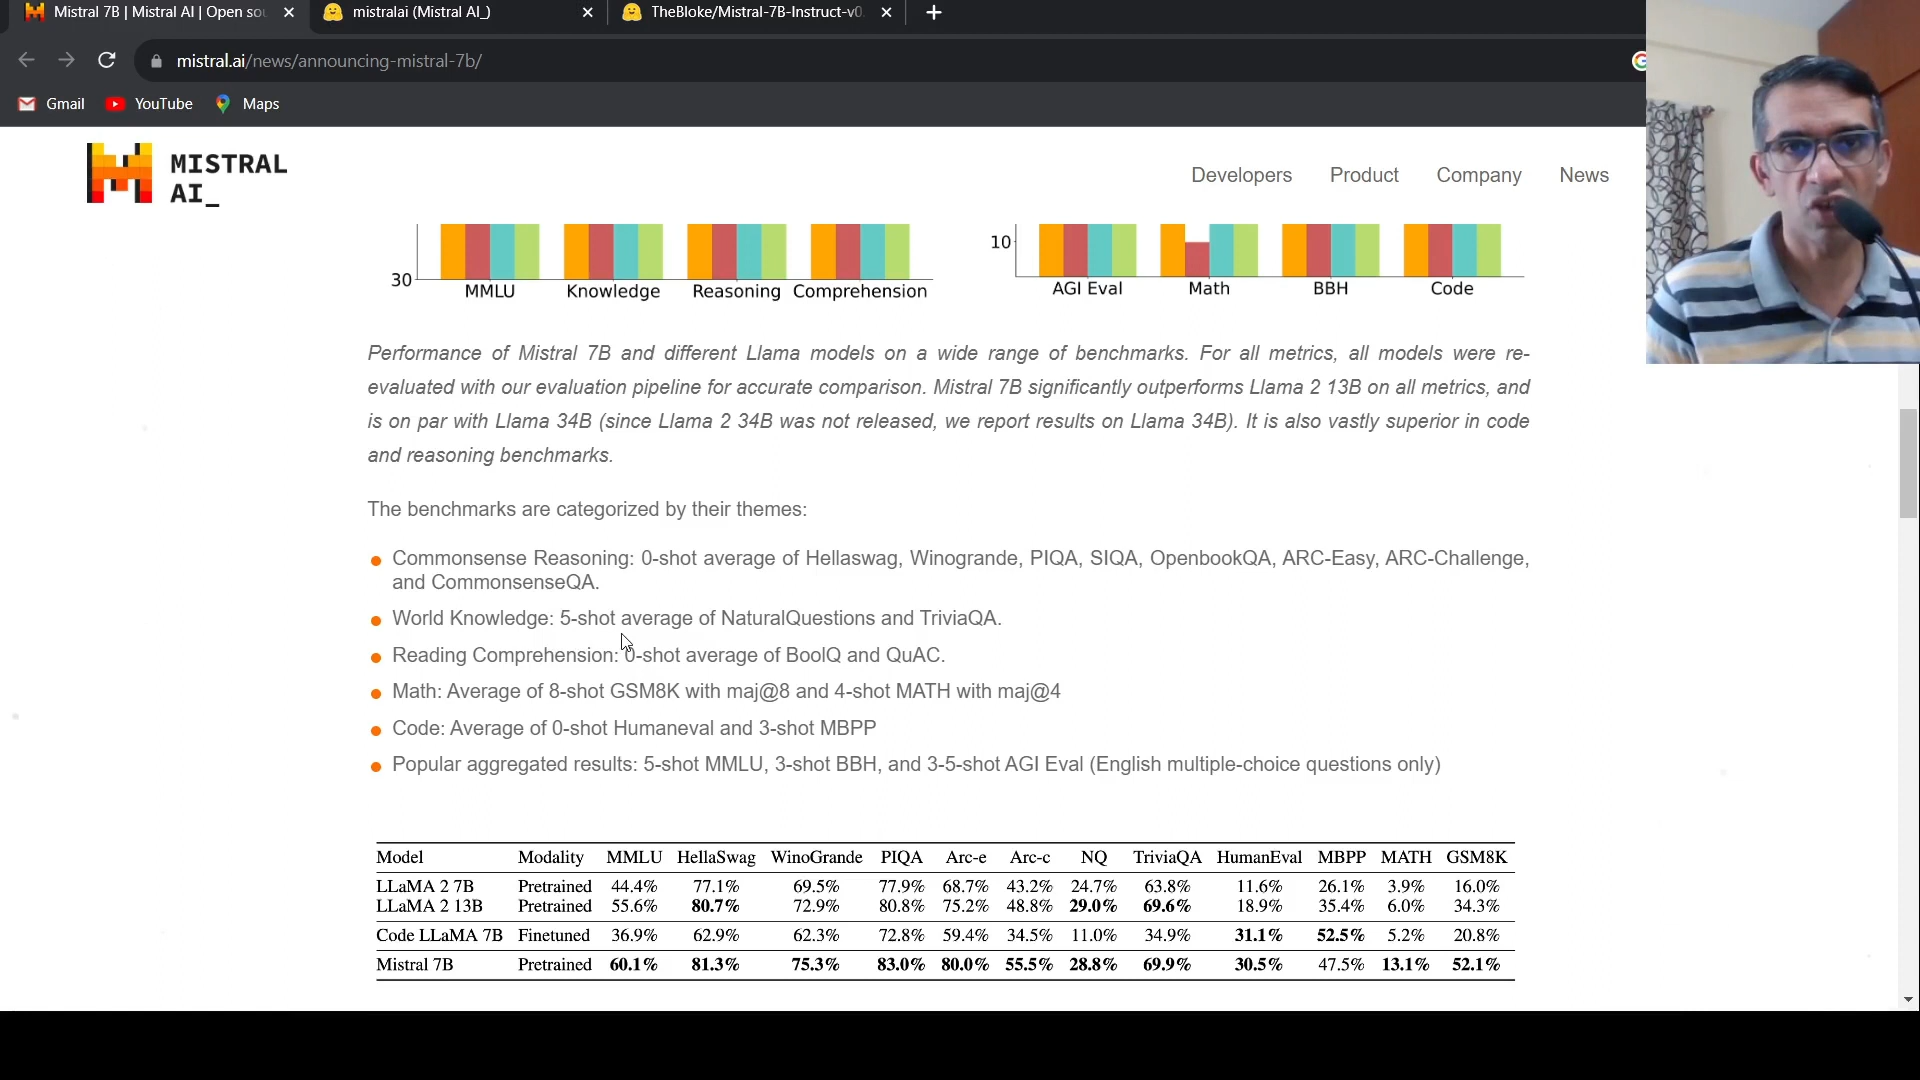 Mistral 7B | Mistral AI | Open sou
mistralai (Mistral AI_)
TheBloke/Mistral-7B-Instruct-v0.
mistral.ai/news/announcing-mistral-7b/
Gmail
YouTube
Maps
MISTRAL
AI_
Developers
Product
Company
News
30
MMLU Knowledge Reasoning Comprehension
10
AGI Eval Math BBH Code
Performance of Mistral 7B and different Llama models on a wide range of benchmarks. For all metrics, all models were re-
evaluated with our evaluation pipeline for accurate comparison. Mistral 7B significantly outperforms Llama 2 13B on all metrics, and
is on par with Llama 34B (since Llama 2 34B was not released, we report results on Llama 34B). It is also vastly superior in code
and reasoning benchmarks.
The benchmarks are categorized by their themes:
Commonsense Reasoning: 0-shot average of Hellaswag, Winogrande, PIQA, SIQA, OpenbookQA, ARC-Easy, ARC-Challenge,
and CommonsenseQA.
World Knowledge: 5-shot average of NaturalQuestions and TriviaQA.
Reading Comprehension: 0-shot average of BoolQ and QuAC.
Math: Average of 8-shot GSM8K with maj@8 and 4-shot MATH with maj@4
Code: Average of 0-shot Humaneval and 3-shot MBPP
Popular aggregated results: 5-shot MMLU, 3-shot BBH, and 3-5-shot AGI Eval (English multiple-choice questions only)
Model Modality MMLU HellaSwag WinoGrande PIQA Arc-e Arc-c NQ TriviaQA HumanEval MBPP MATH GSM8K
LLaMA 2 7B Pretrained 44.4% 77.1% 69.5% 77.9% 68.7% 43.2% 24.7% 63.8% 11.6% 26.1% 3.9% 16.0%
LLaMA 2 13B Pretrained 55.6% 80.7% 72.9% 80.8% 75.2% 48.8% 29.0% 69.6% 18.9% 35.4% 6.0% 34.3%
Code LLaMA 7B Finetuned 36.9% 62.9% 62.3% 72.8% 59.4% 34.5% 11.0% 34.9% 31.1% 52.5% 5.2% 20.8%
Mistral 7B Pretrained 60.1% 81.3% 75.3% 83.0% 80.0% 55.5% 28.8% 69.9% 30.5% 47.5% 13.1% 52.1%